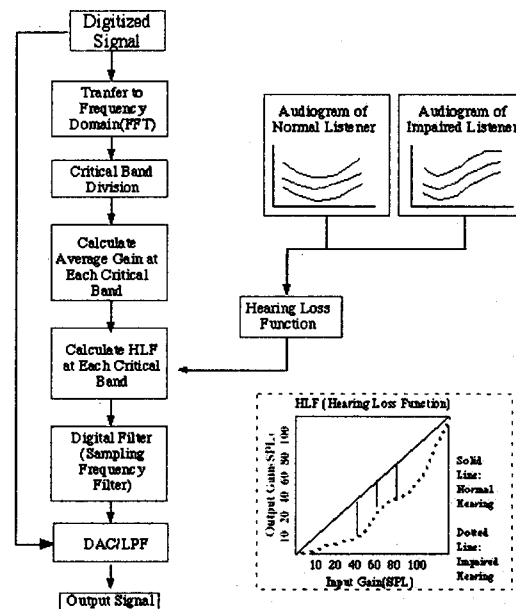 Digitized
Signal
Tranfer to
Frequency
Domain(FFT)
Critical Band
Division
Calculate
Average Gain at
Each Critical
Band
Calculate HLF
at Each Critical
Band
Digital Filter
(Sampling
Frequency
Filter)
DAC/LPF
Output Signal
Audiogram of
Normal Listener
Audiogram of
Impaired Listener
Hearing Loss
Function
HLF (Hearing Loss Function)
Output Gain(SPL)
100
80
60
40
20
10
10 20 40 60 80 100
Input Gain(SPL)
Solid
Line:
Normal
Hearing
Dotted
Line:
Impaired
Hearing